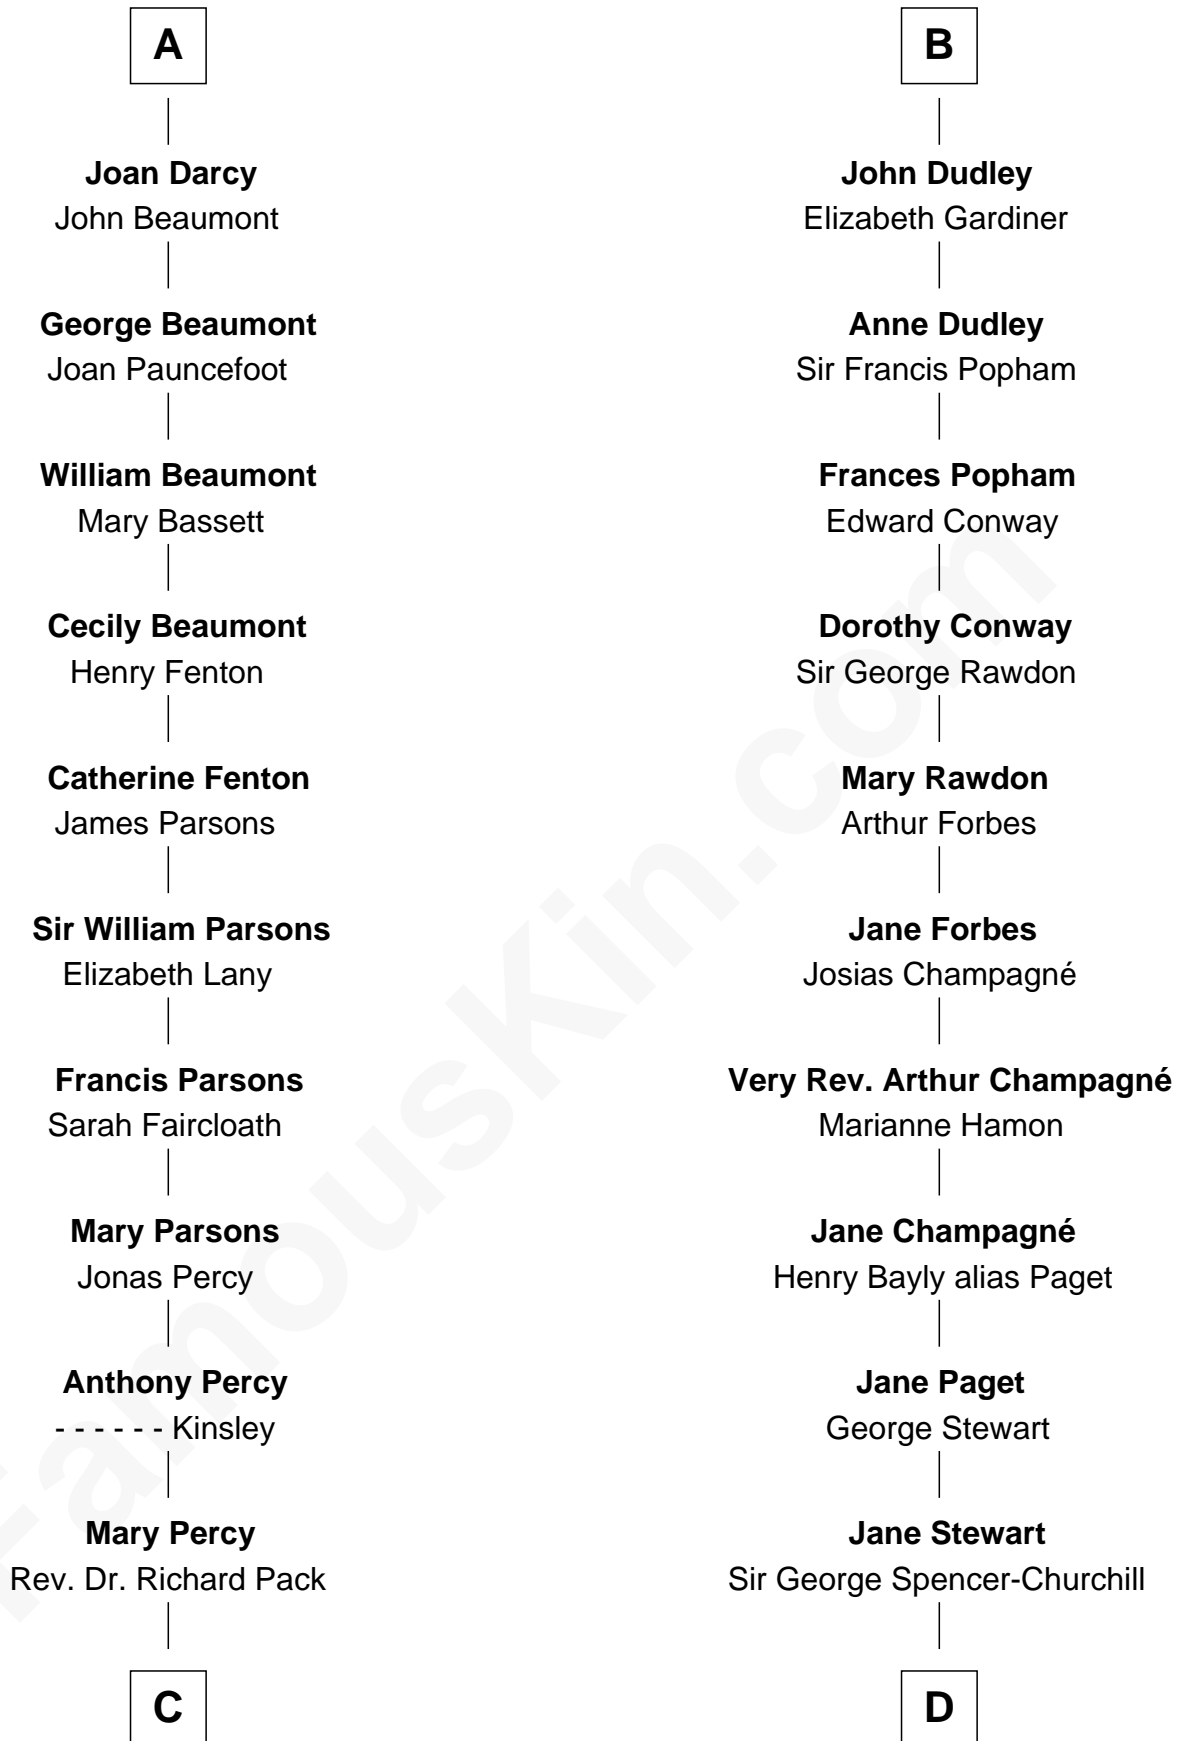 A
Joan Darcy
John Beaumont
George Beaumont
Joan Pauncefoot
William Beaumont
Mary Bassett
Cecily Beaumont
Henry Fenton
Catherine Fenton
James Parsons
Sir William Parsons
Elizabeth Lany
Francis Parsons
Sarah Faircloath
Mary Parsons
Jonas Percy
Anthony Percy
- - - - - - Kinsley
Mary Percy
Rev. Dr. Richard Pack
C
B
John Dudley
Elizabeth Gardiner
Anne Dudley
Sir Francis Popham
Frances Popham
Edward Conway
Dorothy Conway
Sir George Rawdon
Mary Rawdon
Arthur Forbes
Jane Forbes
Josias Champagné
Very Rev. Arthur Champagné
Marianne Hamon
Jane Champagné
Henry Bayly alias Paget
Jane Paget
George Stewart
Jane Stewart
Sir George Spencer-Churchill
D
FamousKin.com